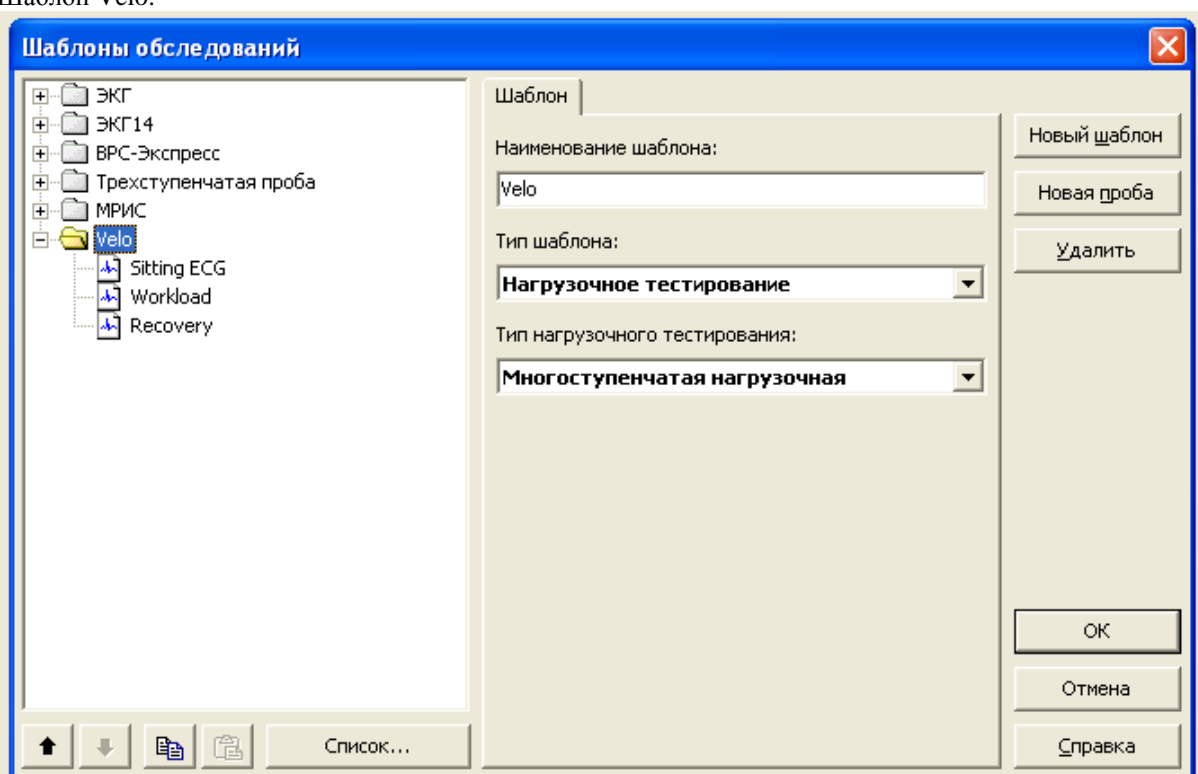 Шаблон Velo.
Шаблоны обследований
ЭКГ
ЭКГ14
ВРС-Экспресс
Трехступенчатая проба
МРИС
Velo
Sitting ECG
Workload
Recovery
Список...
Шаблон
Наименование шаблона:
Velo
Тип шаблона:
Нагрузочное тестирование
Тип нагрузочного тестирования:
Многоступенчатая нагрузочная
Новый шаблон
Новая проба
Удалить
ОК
Отмена
Справка